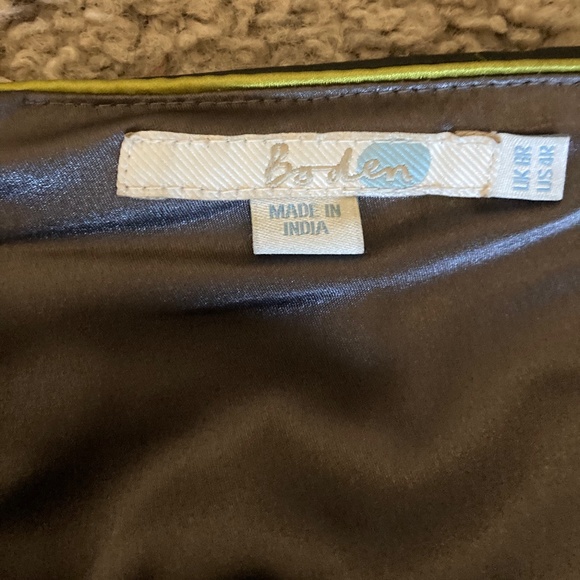 Boden
MADE IN
INDIA
UK 8R
US 4R